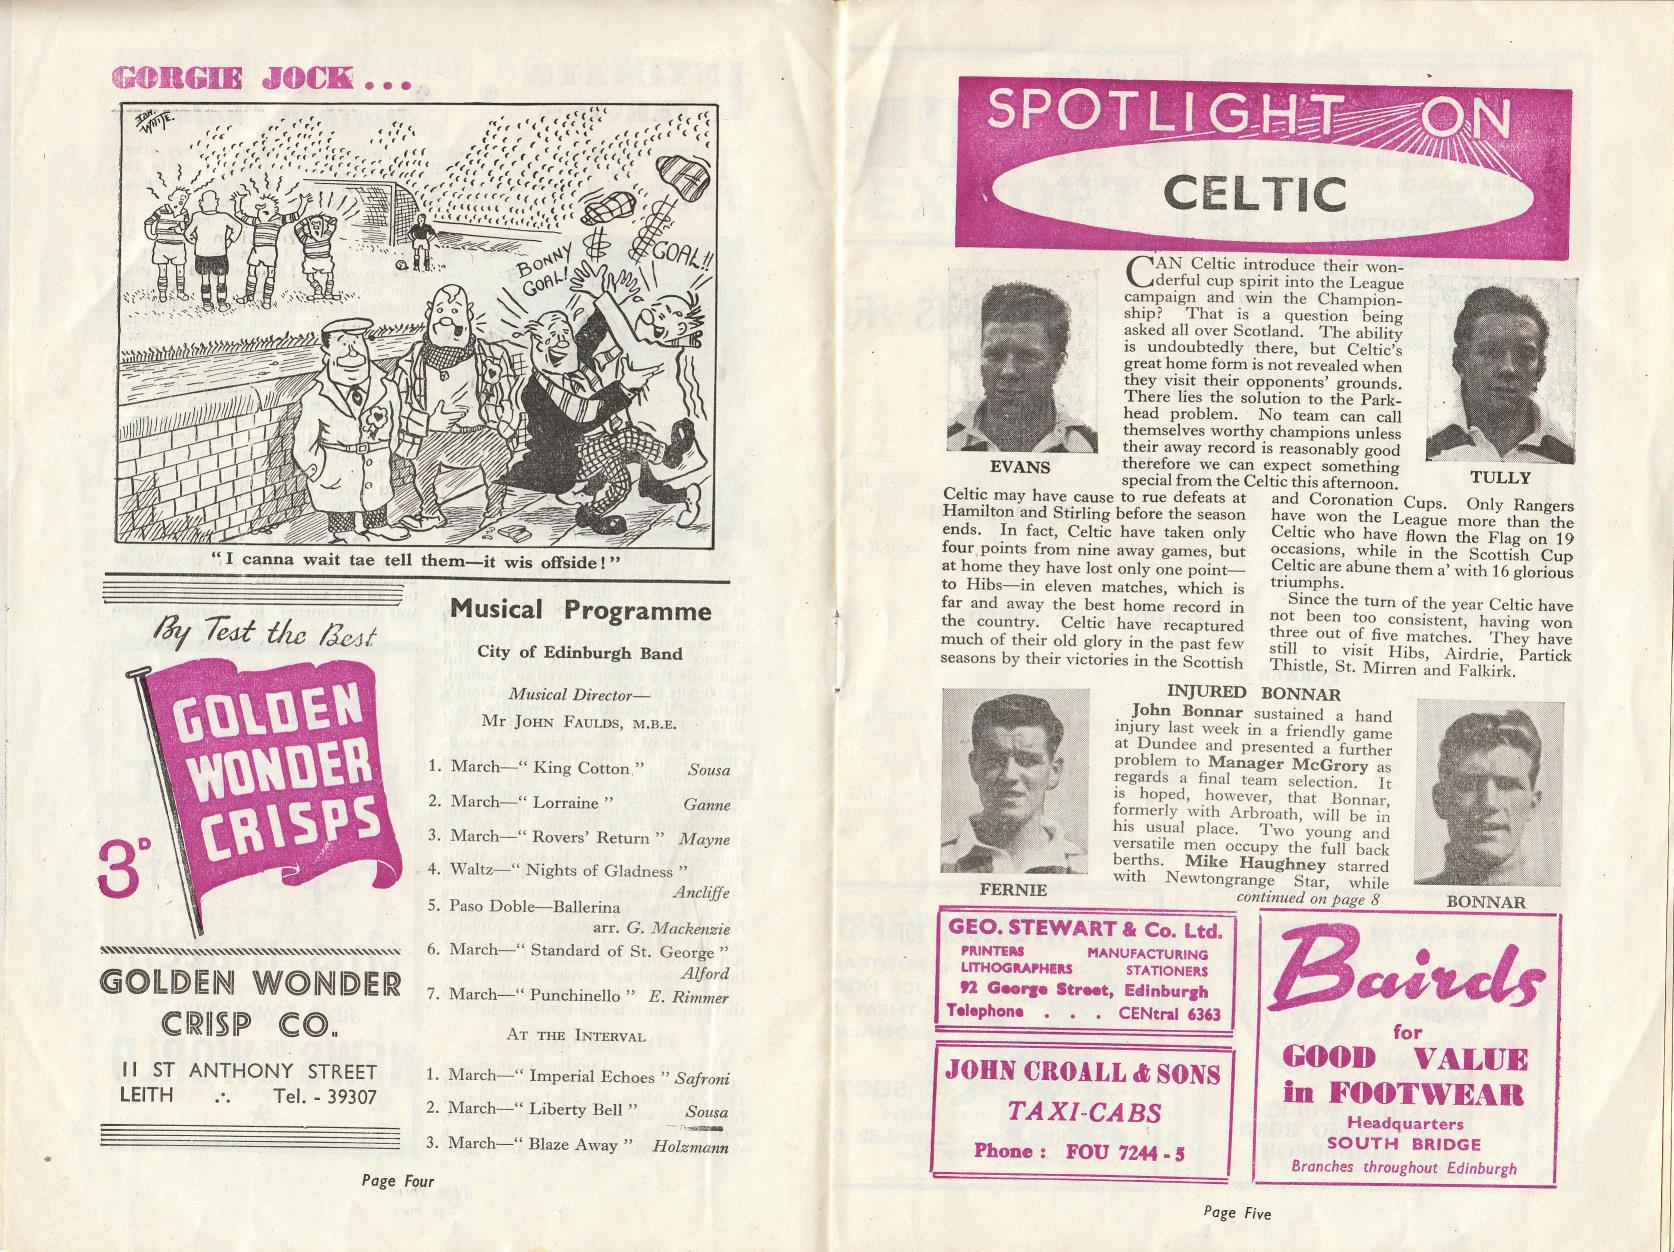 GORGIE JOCK...
IAN.
WHITE.
BONNY
GOAL!
GOAL!!
"I canna wait tae tell them—it wis offside!"
By Test the Best
GOLDEN
WONDER
CRISPS
3D
GOLDEN WONDER
CRISP CO.
11 ST ANTHONY STREET
LEITH ∴ Tel. - 39307
Musical Programme
City of Edinburgh Band
Musical Director—
Mr JOHN FAULDS, M.B.E.
1. March—"King Cotton" Sousa
2. March—"Lorraine" Ganne
3. March—"Rovers' Return" Mayne
4. Waltz—"Nights of Gladness"
Ancliffe
5. Paso Doble—Ballerina
arr. G. Mackenzie
6. March—"Standard of St. George"
Alford
7. March—"Punchinello" E. Rimmer
AT THE INTERVAL
1. March—"Imperial Echoes" Safroni
2. March—"Liberty Bell" Sousa
3. March—"Blaze Away" Holzmann
Page Four
SPOTLIGHT ON
CELTIC
CAN Celtic introduce their won-
derful cup spirit into the League
campaign and win the Champion-
ship? That is a question being
asked all over Scotland. The ability
is undoubtedly there, but Celtic's
great home form is not revealed when
they visit their opponents' grounds.
There lies the solution to the Park-
head problem. No team can call
themselves worthy champions unless
their away record is reasonably good
therefore we can expect something
special from the Celtic this afternoon.
EVANS
TULLY
Celtic may have cause to rue defeats at
Hamilton and Stirling before the season
ends. In fact, Celtic have taken only
four points from nine away games, but
at home they have lost only one point—
to Hibs—in eleven matches, which is
far and away the best home record in
the country. Celtic have recaptured
much of their old glory in the past few
seasons by their victories in the Scottish
and Coronation Cups. Only Rangers
have won the League more than the
Celtic who have flown the Flag on 19
occasions, while in the Scottish Cup
Celtic are abune them a' with 16 glorious
triumphs.
Since the turn of the year Celtic have
not been too consistent, having won
three out of five matches. They have
still to visit Hibs, Airdrie, Partick
Thistle, St. Mirren and Falkirk.
INJURED BONNAR
John Bonnar sustained a hand
injury last week in a friendly game
at Dundee and presented a further
problem to Manager McGrory as
regards a final team selection. It
is hoped, however, that Bonnar,
formerly with Arbroath, will be in
his usual place. Two young and
versatile men occupy the full back
berths. Mike Haughney starred
with Newtongrange Star, while
continued on page 8
FERNIE
BONNAR
GEO. STEWART & Co. Ltd.
PRINTERS MANUFACTURING
LITHOGRAPHERS STATIONERS
92 George Street, Edinburgh
Telephone . . . CENtral 6363
JOHN CROALL & SONS
TAXI-CABS
Phone : FOU 7244-5
Bairds
for
GOOD VALUE
in FOOTWEAR
Headquarters
SOUTH BRIDGE
Branches throughout Edinburgh
Page Five